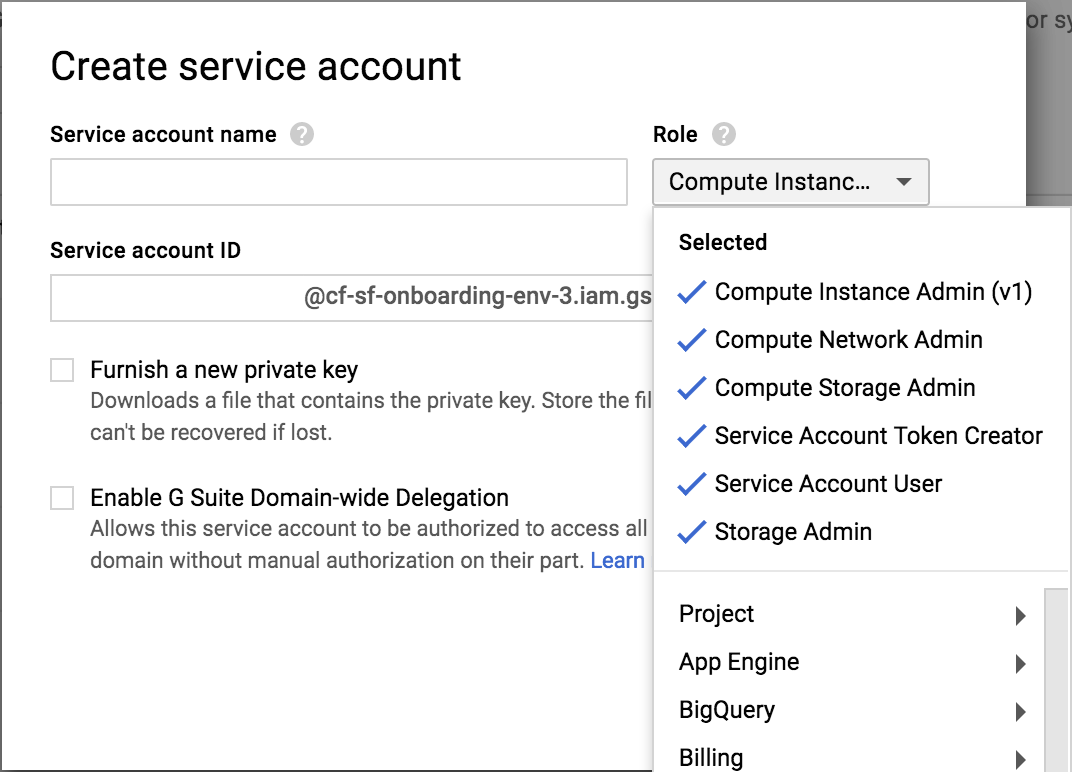 or sy
Create service account
Service account name ?
Role ?
Compute Instanc...
Service account ID
@cf-sf-onboarding-env-3.iam.gs
Furnish a new private key
Downloads a file that contains the private key. Store the fil
can't be recovered if lost.
Enable G Suite Domain-wide Delegation
Allows this service account to be authorized to access all
domain without manual authorization on their part. Learn
Selected
Compute Instance Admin (v1)
Compute Network Admin
Compute Storage Admin
Service Account Token Creator
Service Account User
Storage Admin
Project
App Engine
BigQuery
Billing